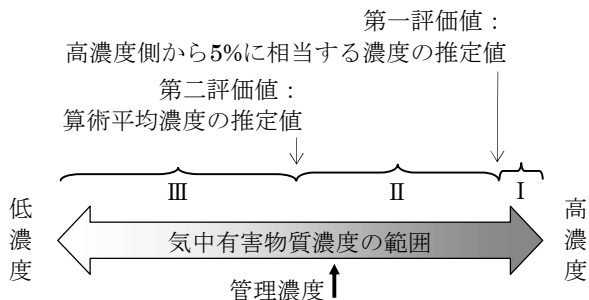 第一評価値：
高濃度側から5%に相当する濃度の推定値
第二評価値：
算術平均濃度の推定値
Ⅲ
Ⅱ
Ⅰ
低濃度
気中有害物質濃度の範囲
高濃度
管理濃度